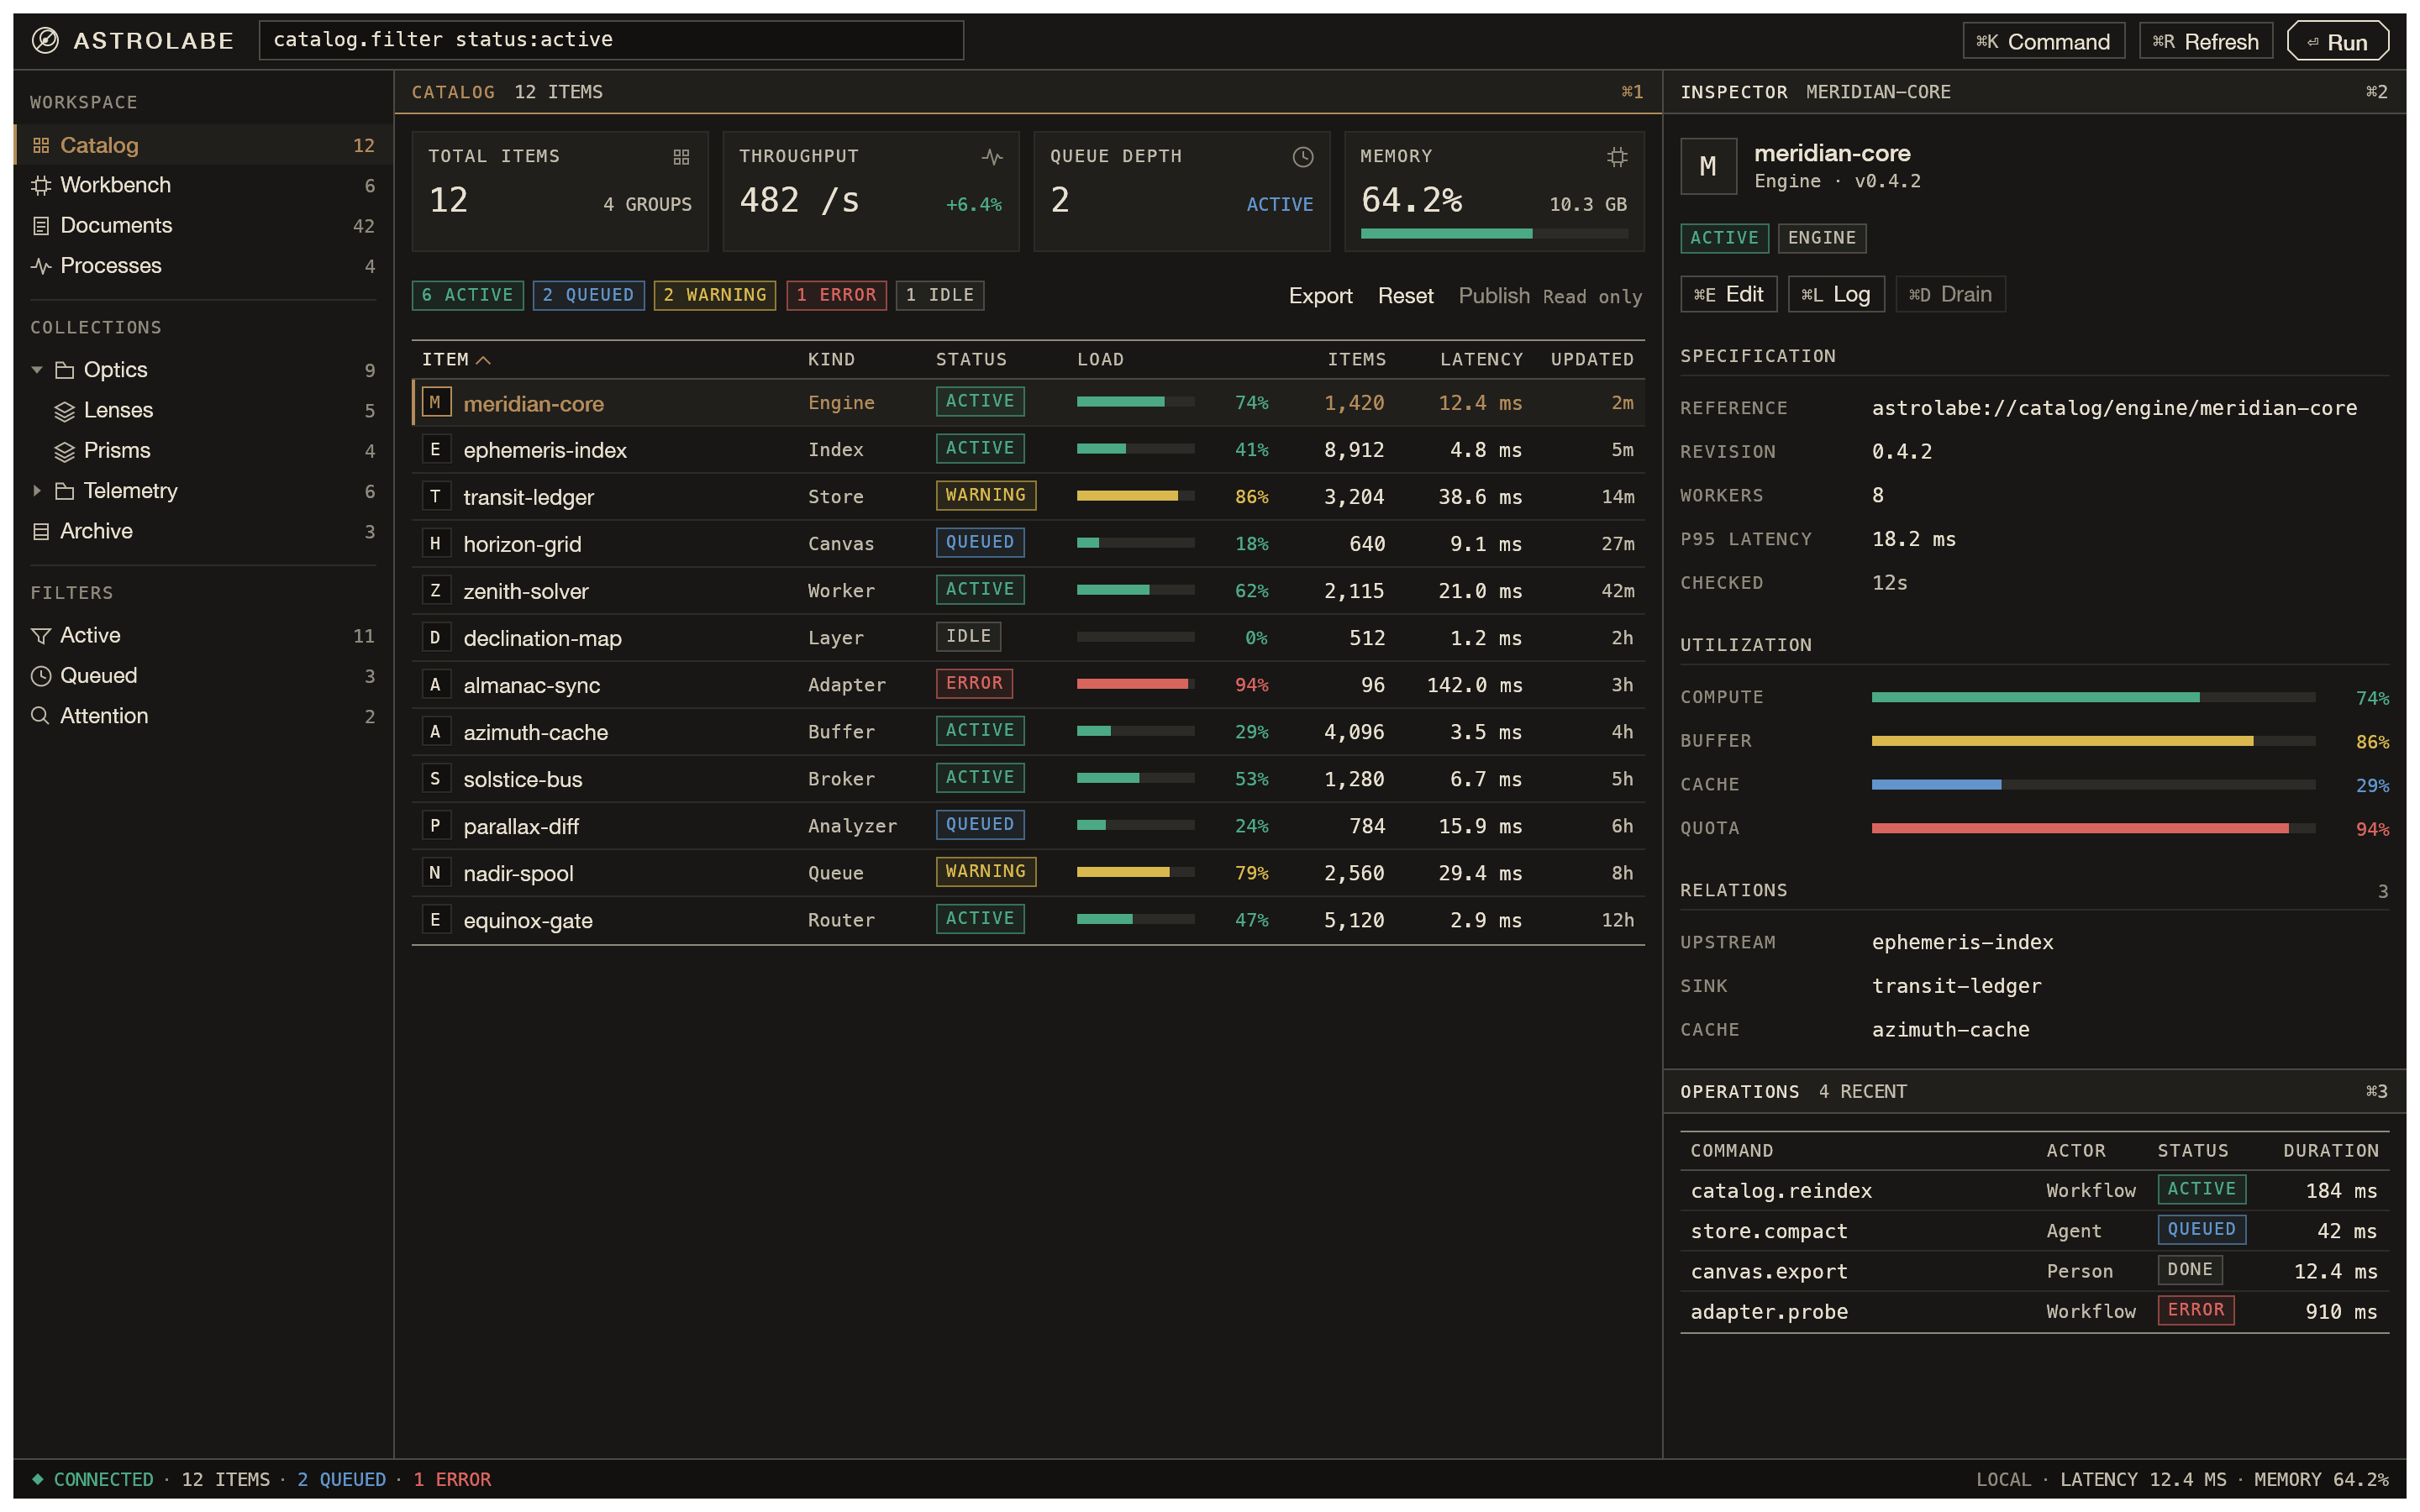 ASTROLABE catalog.filter status:active ⌘K Command ⌘R Refresh ⏎ Run
WORKSPACE
Catalog 12
Workbench 6
Documents 42
Processes 4
COLLECTIONS
Optics 9
Lenses 5
Prisms 4
Telemetry 6
Archive 3
FILTERS
Active 11
Queued 3
Attention 2
CATALOG 12 ITEMS ⌘1
TOTAL ITEMS
12 4 GROUPS
THROUGHPUT
482 /s +6.4%
QUEUE DEPTH
2 ACTIVE
MEMORY
64.2% 10.3 GB
6 ACTIVE 2 QUEUED 2 WARNING 1 ERROR 1 IDLE Export Reset Publish Read only
ITEM KIND STATUS LOAD ITEMS LATENCY UPDATED
M meridian-core Engine ACTIVE 74% 1,420 12.4 ms 2m
E ephemeris-index Index ACTIVE 41% 8,912 4.8 ms 5m
T transit-ledger Store WARNING 86% 3,204 38.6 ms 14m
H horizon-grid Canvas QUEUED 18% 640 9.1 ms 27m
Z zenith-solver Worker ACTIVE 62% 2,115 21.0 ms 42m
D declination-map Layer IDLE 0% 512 1.2 ms 2h
A almanac-sync Adapter ERROR 94% 96 142.0 ms 3h
A azimuth-cache Buffer ACTIVE 29% 4,096 3.5 ms 4h
S solstice-bus Broker ACTIVE 53% 1,280 6.7 ms 5h
P parallax-diff Analyzer QUEUED 24% 784 15.9 ms 6h
N nadir-spool Queue WARNING 79% 2,560 29.4 ms 8h
E equinox-gate Router ACTIVE 47% 5,120 2.9 ms 12h
INSPECTOR MERIDIAN-CORE ⌘2
M meridian-core
Engine · v0.4.2
ACTIVE ENGINE
⌘E Edit ⌘L Log ⌘D Drain
SPECIFICATION
REFERENCE astrolabe://catalog/engine/meridian-core
REVISION 0.4.2
WORKERS 8
P95 LATENCY 18.2 ms
CHECKED 12s
UTILIZATION
COMPUTE 74%
BUFFER 86%
CACHE 29%
QUOTA 94%
RELATIONS 3
UPSTREAM ephemeris-index
SINK transit-ledger
CACHE azimuth-cache
OPERATIONS 4 RECENT ⌘3
COMMAND ACTOR STATUS DURATION
catalog.reindex Workflow ACTIVE 184 ms
store.compact Agent QUEUED 42 ms
canvas.export Person DONE 12.4 ms
adapter.probe Workflow ERROR 910 ms
CONNECTED · 12 ITEMS · 2 QUEUED · 1 ERROR LOCAL · LATENCY 12.4 MS · MEMORY 64.2%